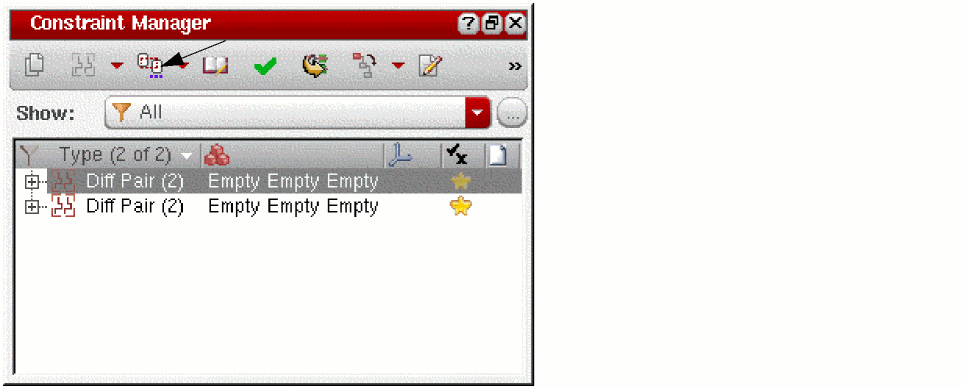 Constraint Manager
Show: All
Type (2 of 2)
Diff Pair (2) Empty Empty Empty
Diff Pair (2) Empty Empty Empty